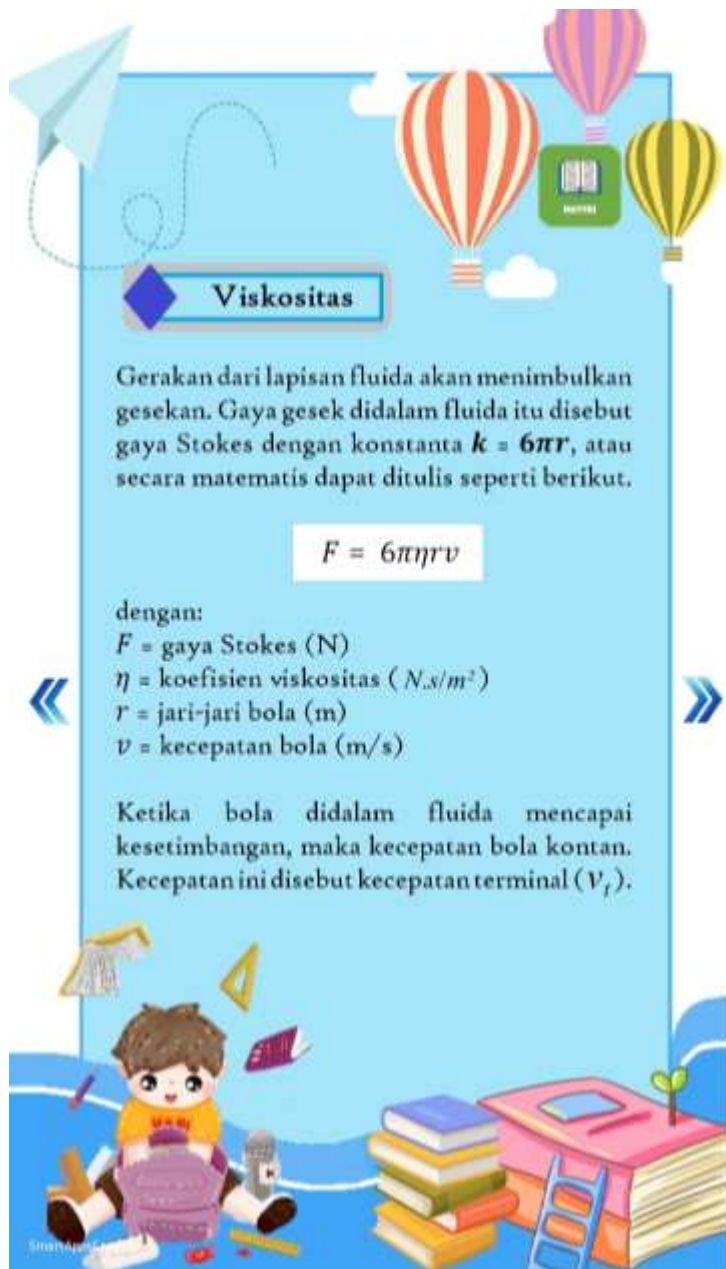 MATERI
Viskositas
Gerakan dari lapisan fluida akan menimbulkan
gesekan. Gaya gesek didalam fluida itu disebut
gaya Stokes dengan konstanta k = 6πr, atau
secara matematis dapat ditulis seperti berikut.
F = 6πηrv
dengan:
F = gaya Stokes (N)
η = koefisien viskositas (N.s/m²)
r = jari-jari bola (m)
v = kecepatan bola (m/s)
Ketika bola didalam fluida mencapai
kesetimbangan, maka kecepatan bola kontan.
Kecepatan ini disebut kecepatan terminal (Vₜ).